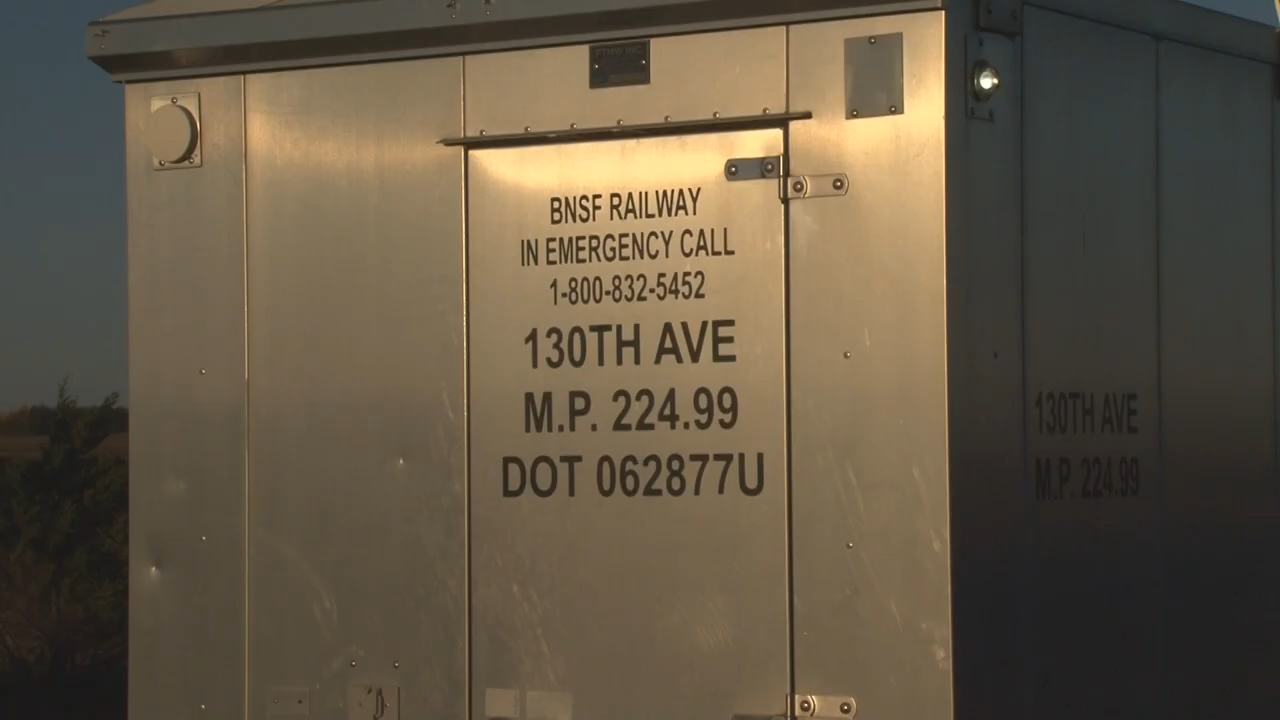 BNSF RAILWAY
IN EMERGENCY CALL
1-800-832-5452
130TH AVE
M.P. 224.99
DOT 062877U
130TH AVE
M.P. 224.99